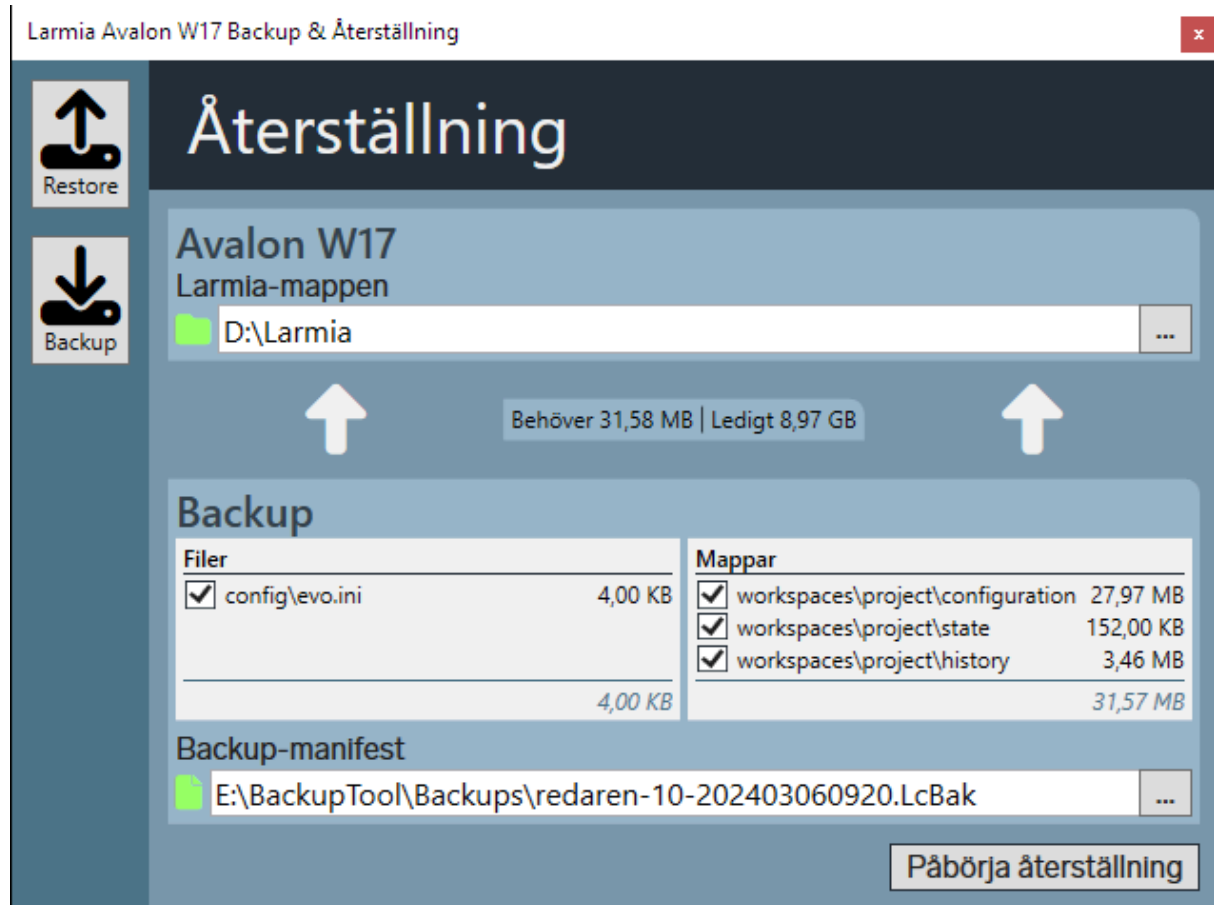 Larmia Avalon W17 Backup & Återställning
x
Restore
Backup
Återställning
Avalon W17
Larmia-mappen
D:\Larmia
...
Behöver 31,58 MB | Ledigt 8,97 GB
Backup
Filer
config\evo.ini 4,00 KB
4,00 KB
Mappar
workspaces\project\configuration 27,97 MB
workspaces\project\state 152,00 KB
workspaces\project\history 3,46 MB
31,57 MB
Backup-manifest
E:\BackupTool\Backups\redaren-10-202403060920.LcBak
...
Påbörja återställning